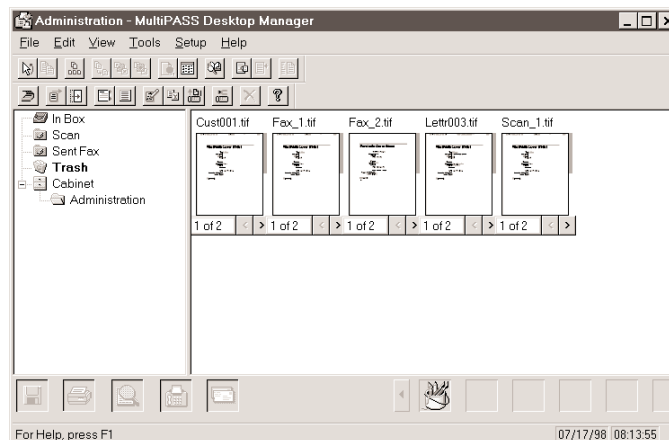 Administration - MultiPASS Desktop Manager
File Edit View Tools Setup Help
In Box
Scan
Sent Fax
Trash
Cabinet
Administration
Cust001.tif Fax_1.tif Fax_2.tif Lettr003.tif Scan_1.tif
1 of 2 1 of 2 1 of 2 1 of 2 1 of 2
For Help, press F1 07/17/98 08:13:55